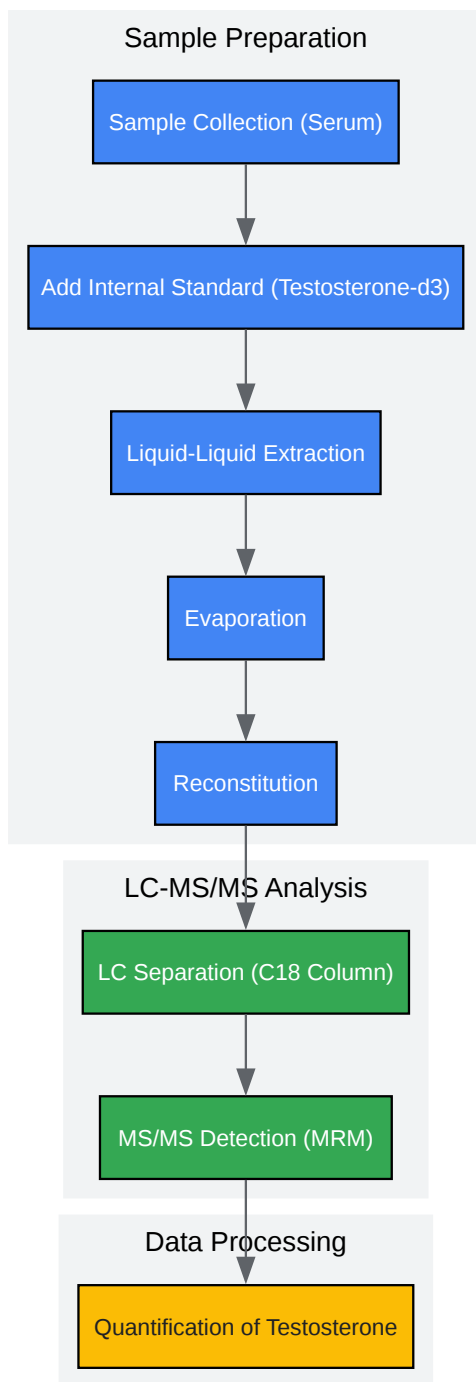 Sample Preparation
Sample Collection (Serum)
Add Internal Standard (Testosterone-d3)
Liquid-Liquid Extraction
Evaporation
Reconstitution
LC-MS/MS Analysis
LC Separation (C18 Column)
MS/MS Detection (MRM)
Data Processing
Quantification of Testosterone